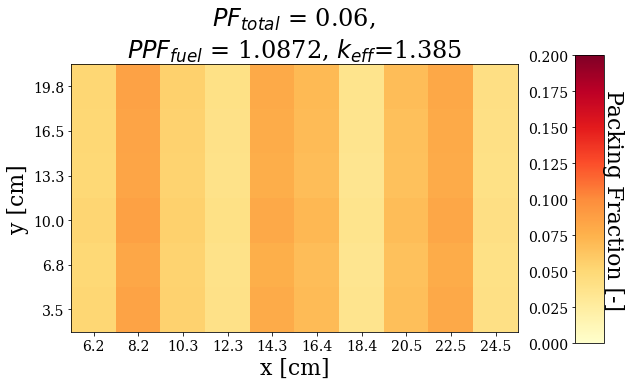 PF_total = 0.06,
PPF_fuel = 1.0872, k_eff=1.385
y [cm]
19.8
16.5
13.3
10.0
6.8
3.5
6.2 8.2 10.3 12.3 14.3 16.4 18.4 20.5 22.5 24.5
x [cm]
0.200
0.175
0.150
0.125
0.100
0.075
0.050
0.025
0.000
Packing Fraction [-]